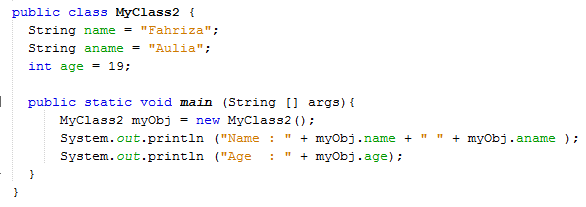 public class MyClass2 {
String name = "Fahriza";
String aname = "Aulia";
int age = 19;
public static void main (String [] args){
MyClass2 myObj = new MyClass2();
System.out.println ("Name : " + myObj.name + " " + myObj.aname );
System.out.println ("Age  : " + myObj.age);
}
}